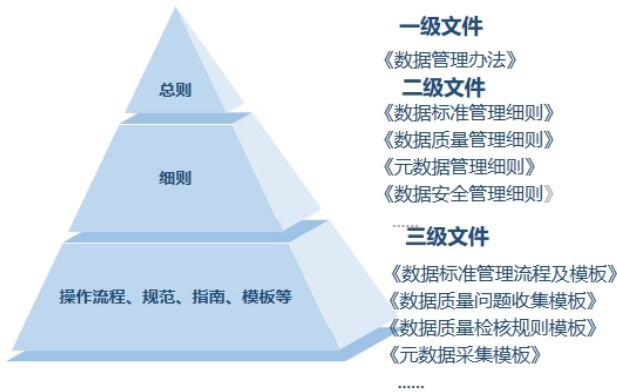 一级文件
《数据管理办法》
总则
二级文件
《数据标准管理细则》
《数据质量管理细则》
细则
《元数据管理细则》
《数据安全管理细则》
......
三级文件
《数据标准管理流程及模板》
操作流程、规范、指南、模板等
《数据质量问题收集模板》
《数据质量检核规则模板》
《元数据采集模板》
......